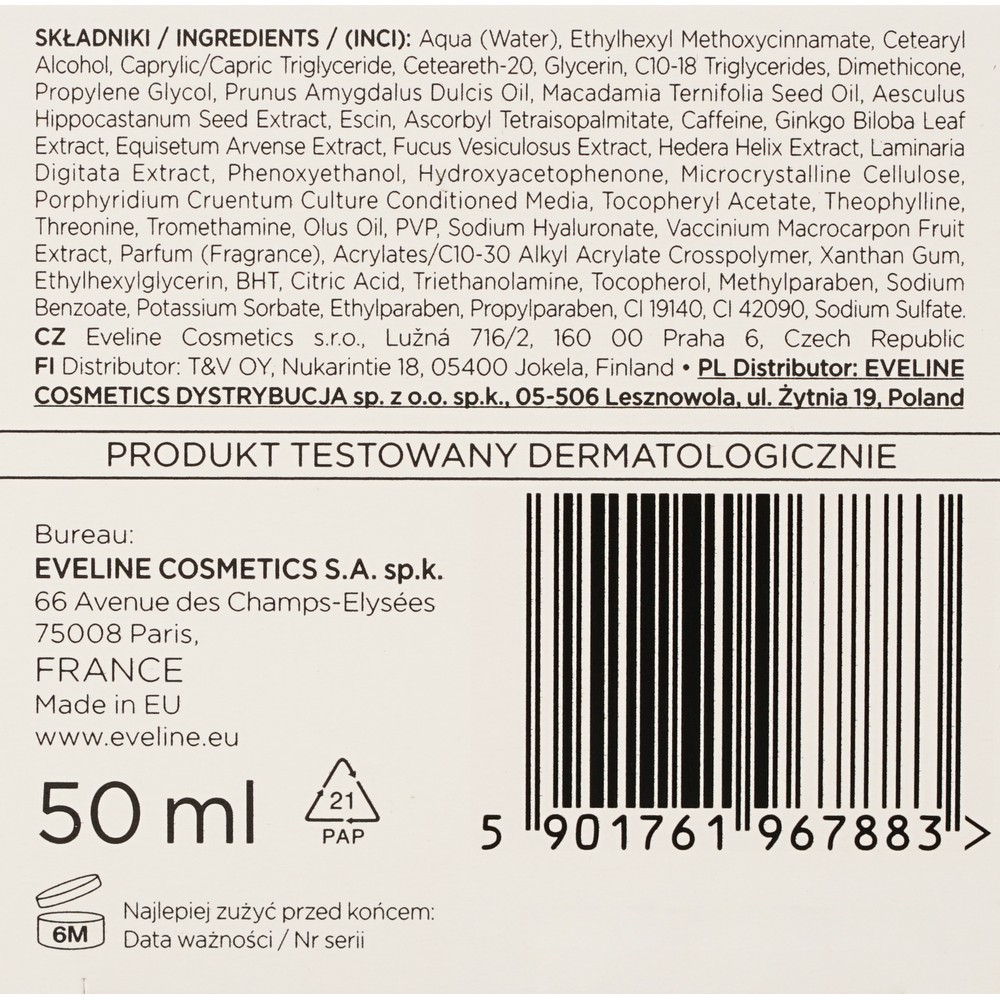 SKŁADNIKI / INGREDIENTS / (INCI): Aqua (Water), Ethylhexyl Methoxycinnamate, Cetearyl
Alcohol, Caprylic/Capric Triglyceride, Ceteareth-20, Glycerin, C10-18 Triglycerides, Dimethicone,
Propylene Glycol, Prunus Amygdalus Dulcis Oil, Macadamia Ternifolia Seed Oil, Aesculus
Hippocastanum Seed Extract, Escin, Ascorbyl Tetraisopalmitate, Caffeine, Ginkgo Biloba Leaf
Extract, Equisetum Arvense Extract, Fucus Vesiculosus Extract, Hedera Helix Extract, Laminaria
Digitata Extract, Phenoxyethanol, Hydroxyacetophenone, Microcrystalline Cellulose,
Porphyridium Cruentum Culture Conditioned Media, Tocopheryl Acetate, Theophylline,
Threonine, Tromethamine, Olus Oil, PVP, Sodium Hyaluronate, Vaccinium Macrocarpon Fruit
Extract, Parfum (Fragrance), Acrylates/C10-30 Alkyl Acrylate Crosspolymer, Xanthan Gum,
Ethylhexylglycerin, BHT, Citric Acid, Triethanolamine, Tocopherol, Methylparaben, Sodium
Benzoate, Potassium Sorbate, Ethylparaben, Propylparaben, CI 19140, CI 42090, Sodium Sulfate.
CZ Eveline Cosmetics s.r.o., Lužná 716/2, 160 00 Praha 6, Czech Republic
FI Distributor: T&V OY, Nukarintie 18, 05400 Jokela, Finland • PL Distributor: EVELINE
COSMETICS DYSTRYBUCJA sp. z o.o. sp.k., 05-506 Lesznowola, ul. Żytnia 19, Poland
PRODUKT TESTOWANY DERMATOLOGICZNIE
Bureau:
EVELINE COSMETICS S.A. sp.k.
66 Avenue des Champs-Elysées
75008 Paris,
FRANCE
Made in EU
www.eveline.eu
50 ml
21
PAP
5 901761 967883 >
6M
Najlepiej zużyć przed końcem:
Data ważności / Nr serii